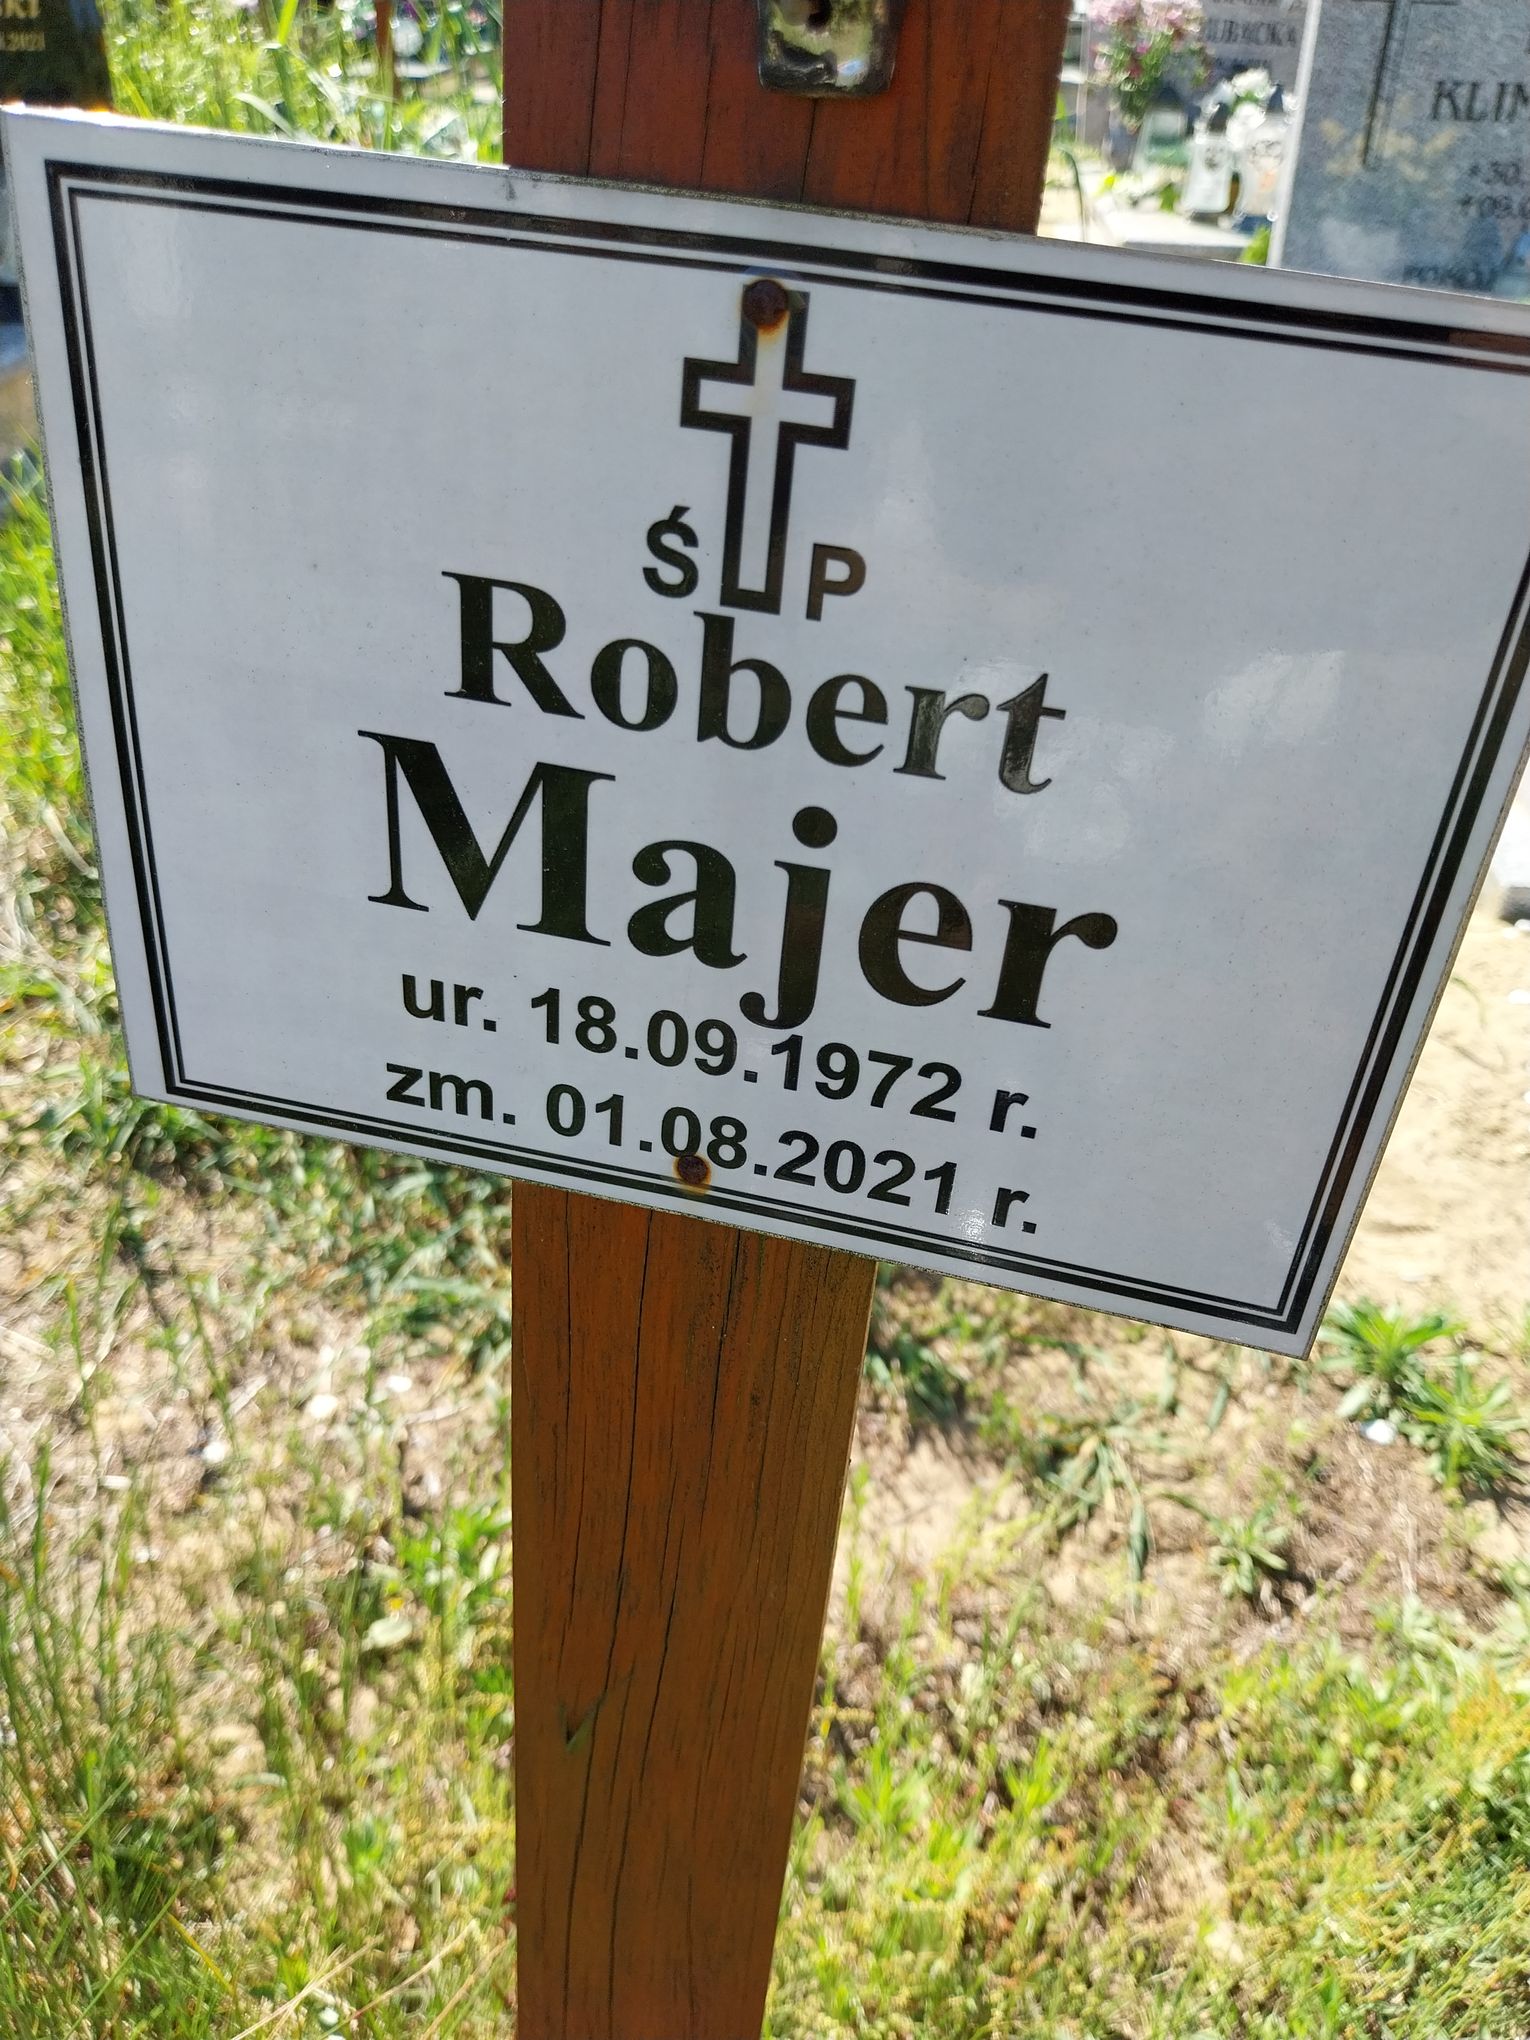 Ś P
Robert
Majer
ur. 18.09.1972 r.
zm. 01.08.2021 r.